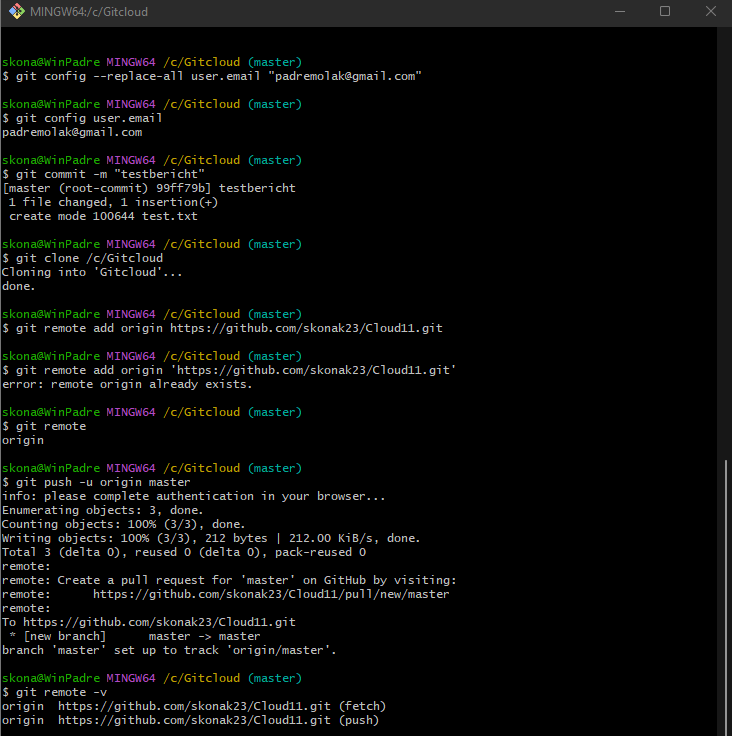 MINGW64:/c/Gitcloud
skona@WinPadre MINGW64 /c/Gitcloud (master)
$ git config --replace-all user.email "padremolak@gmail.com"
skona@WinPadre MINGW64 /c/Gitcloud (master)
$ git config user.email
padremolak@gmail.com
skona@WinPadre MINGW64 /c/Gitcloud (master)
$ git commit -m "testbericht"
[master (root-commit) 99ff79b] testbericht
 1 file changed, 1 insertion(+)
 create mode 100644 test.txt
skona@WinPadre MINGW64 /c/Gitcloud (master)
$ git clone /c/Gitcloud
Cloning into 'Gitcloud'...
done.
skona@WinPadre MINGW64 /c/Gitcloud (master)
$ git remote add origin https://github.com/skonak23/Cloud11.git
skona@WinPadre MINGW64 /c/Gitcloud (master)
$ git remote add origin 'https://github.com/skonak23/Cloud11.git'
error: remote origin already exists.
skona@WinPadre MINGW64 /c/Gitcloud (master)
$ git remote
origin
skona@WinPadre MINGW64 /c/Gitcloud (master)
$ git push -u origin master
info: please complete authentication in your browser...
Enumerating objects: 3, done.
Counting objects: 100% (3/3), done.
Writing objects: 100% (3/3), 212 bytes | 212.00 KiB/s, done.
Total 3 (delta 0), reused 0 (delta 0), pack-reused 0
remote:
remote: Create a pull request for 'master' on GitHub by visiting:
remote:      https://github.com/skonak23/Cloud11/pull/new/master
remote:
To https://github.com/skonak23/Cloud11.git
 * [new branch]      master -> master
branch 'master' set up to track 'origin/master'.
skona@WinPadre MINGW64 /c/Gitcloud (master)
$ git remote -v
origin  https://github.com/skonak23/Cloud11.git (fetch)
origin  https://github.com/skonak23/Cloud11.git (push)